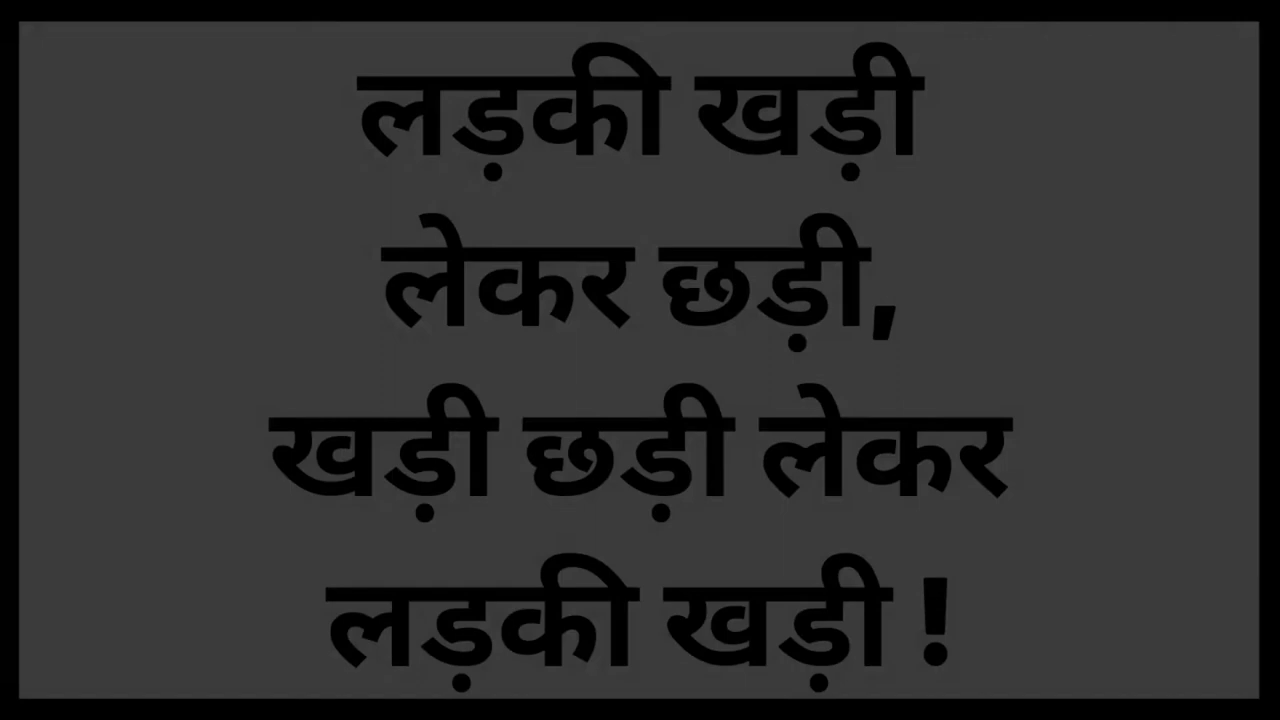 लड़की खड़ी
लेकर छड़ी,
खड़ी छड़ी लेकर
लड़की खड़ी !